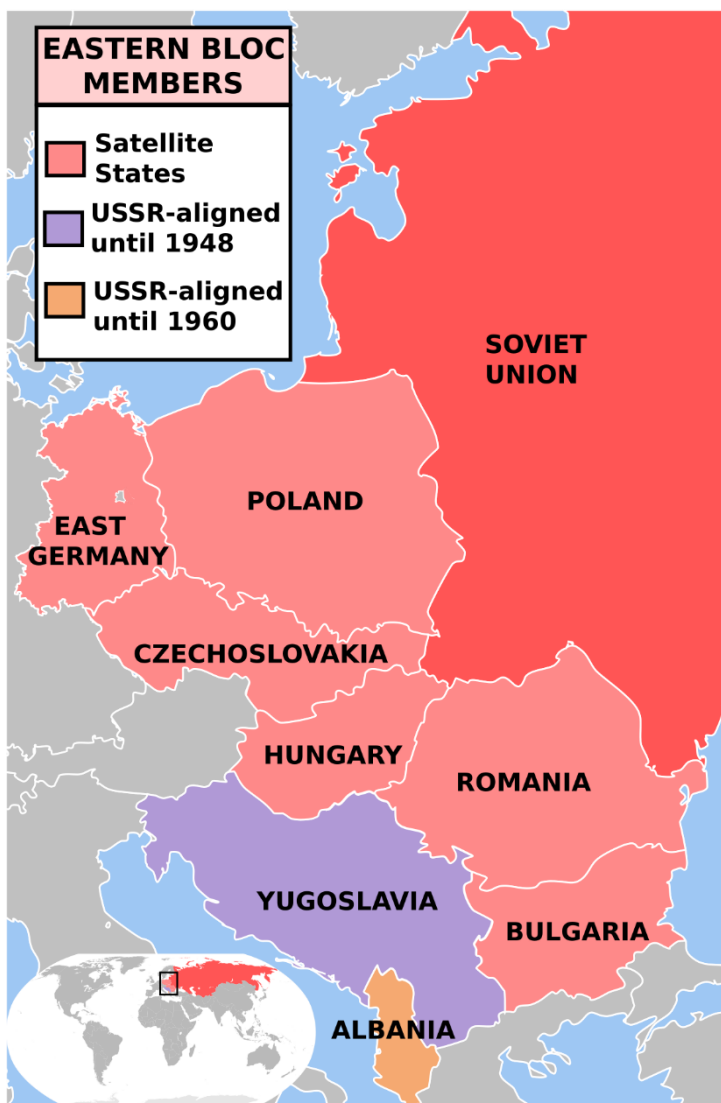 EASTERN BLOC
MEMBERS
Satellite
States
USSR-aligned
until 1948
USSR-aligned
until 1960
SOVIET
UNION
POLAND
EAST
GERMANY
CZECHOSLOVAKIA
HUNGARY
ROMANIA
YUGOSLAVIA
BULGARIA
ALBANIA